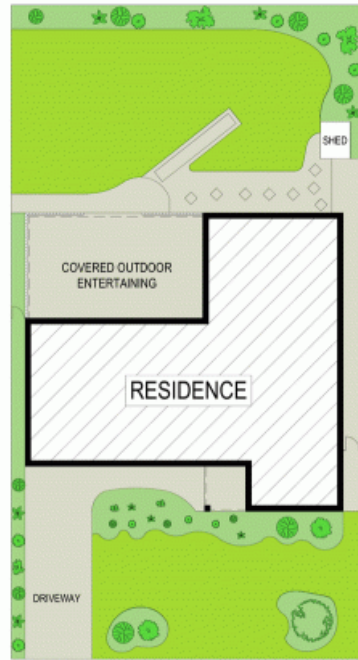 SHED
COVERED OUTDOOR
ENTERTAINING
RESIDENCE
DRIVEWAY